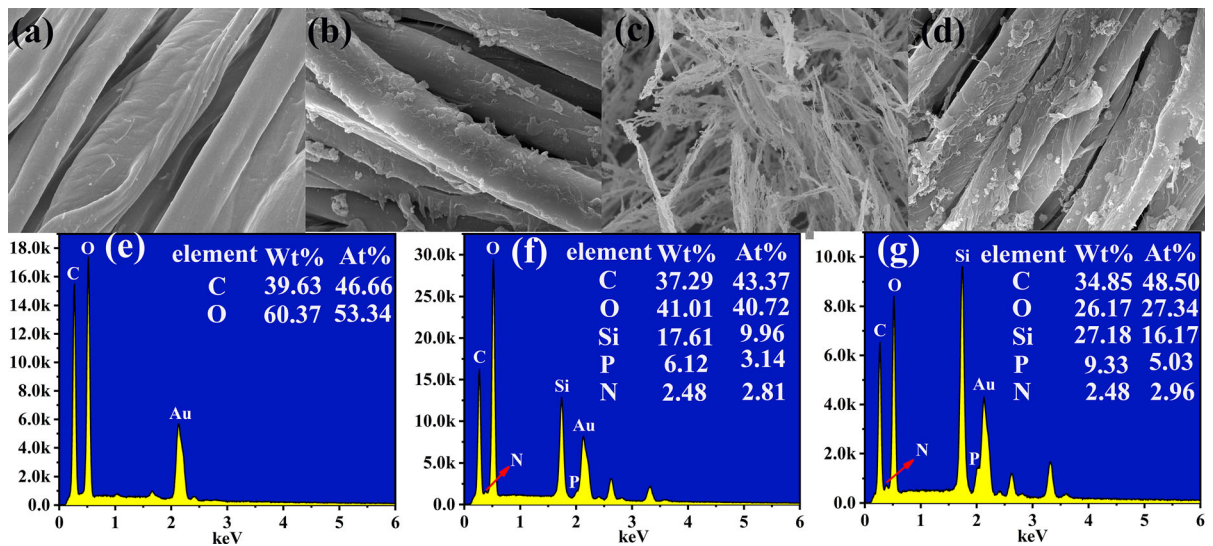 (a)
(b)
(c)
(d)
(e)
element Wt% At%
C 39.63 46.66
O 60.37 53.34
C
O
Au
18.0k
16.0k
14.0k
12.0k
10.0k
8.0k
6.0k
4.0k
2.0k
0.0
0 1 2 3 4 5 6
keV
(f)
element Wt% At%
C 37.29 43.37
O 41.01 40.72
Si 17.61 9.96
P 6.12 3.14
N 2.48 2.81
O
C
Si
Au
N
P
30.0k
25.0k
20.0k
15.0k
10.0k
5.0k
0.0
0 1 2 3 4 5 6
keV
(g)
element Wt% At%
C 34.85 48.50
O 26.17 27.34
Si 27.18 16.17
P 9.33 5.03
N 2.48 2.96
Si
O
C
Au
N
P
10.0k
8.0k
6.0k
4.0k
2.0k
0.0
0 1 2 3 4 5 6
keV